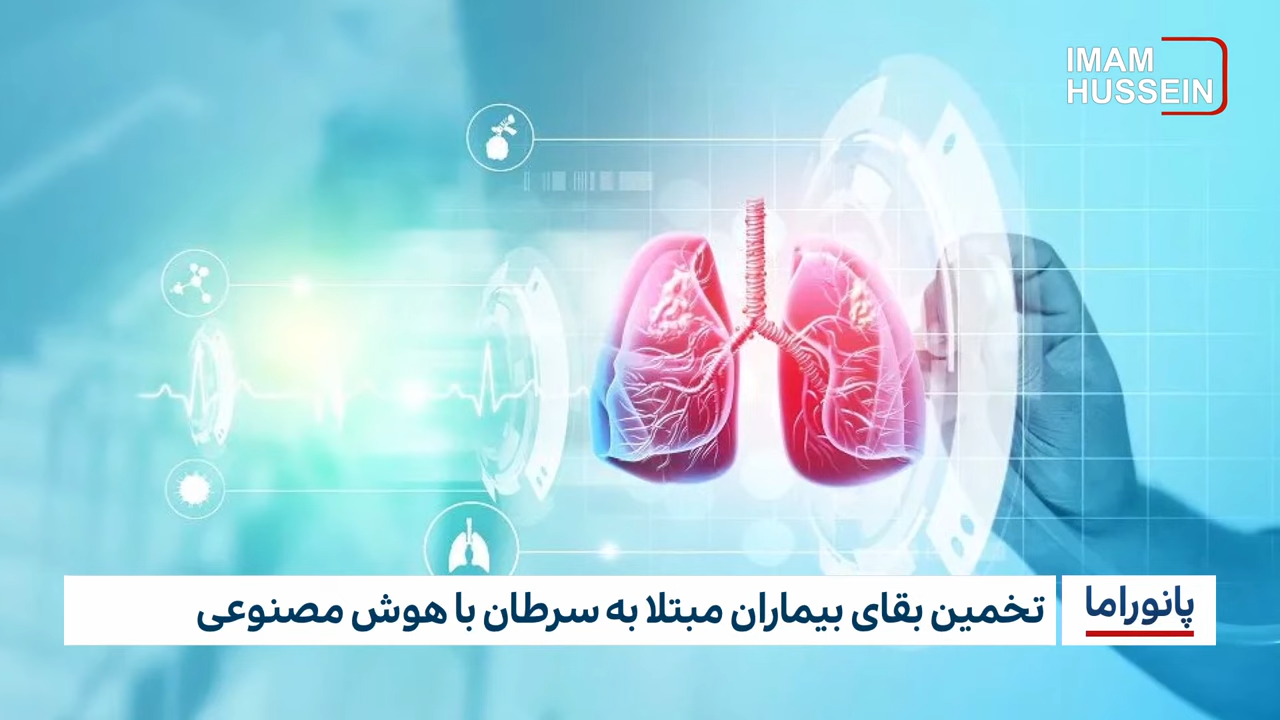 IMAM
HUSSEIN
پانوراما
تخمین بقای بیماران مبتلا به سرطان با هوش مصنوعی